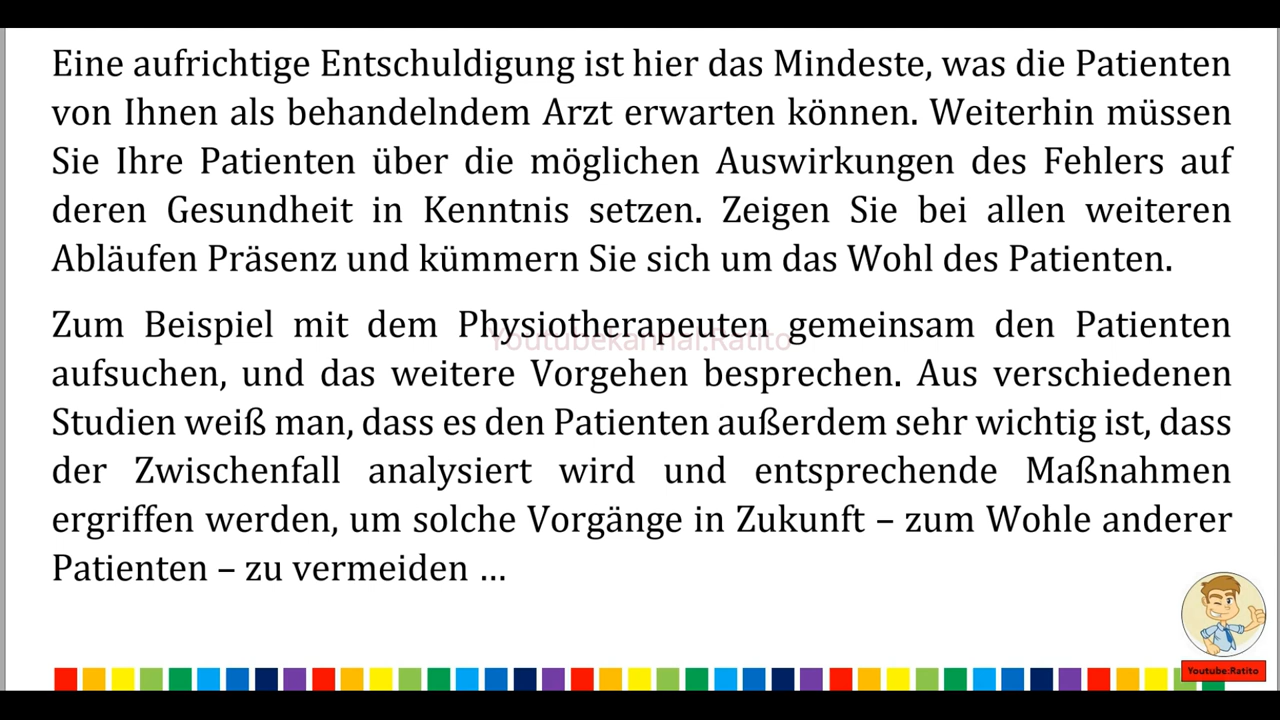 Eine aufrichtige Entschuldigung ist hier das Mindeste, was die Patienten
von Ihnen als behandelndem Arzt erwarten können. Weiterhin müssen
Sie Ihre Patienten über die möglichen Auswirkungen des Fehlers auf
deren Gesundheit in Kenntnis setzen. Zeigen Sie bei allen weiteren
Abläufen Präsenz und kümmern Sie sich um das Wohl des Patienten.
Zum Beispiel mit dem Physiotherapeuten gemeinsam den Patienten
Youtubekannal:Ratito
aufsuchen, und das weitere Vorgehen besprechen. Aus verschiedenen
Studien weiß man, dass es den Patienten außerdem sehr wichtig ist, dass
der Zwischenfall analysiert wird und entsprechende Maßnahmen
ergriffen werden, um solche Vorgänge in Zukunft – zum Wohle anderer
Patienten – zu vermeiden ...
Youtube:Ratito